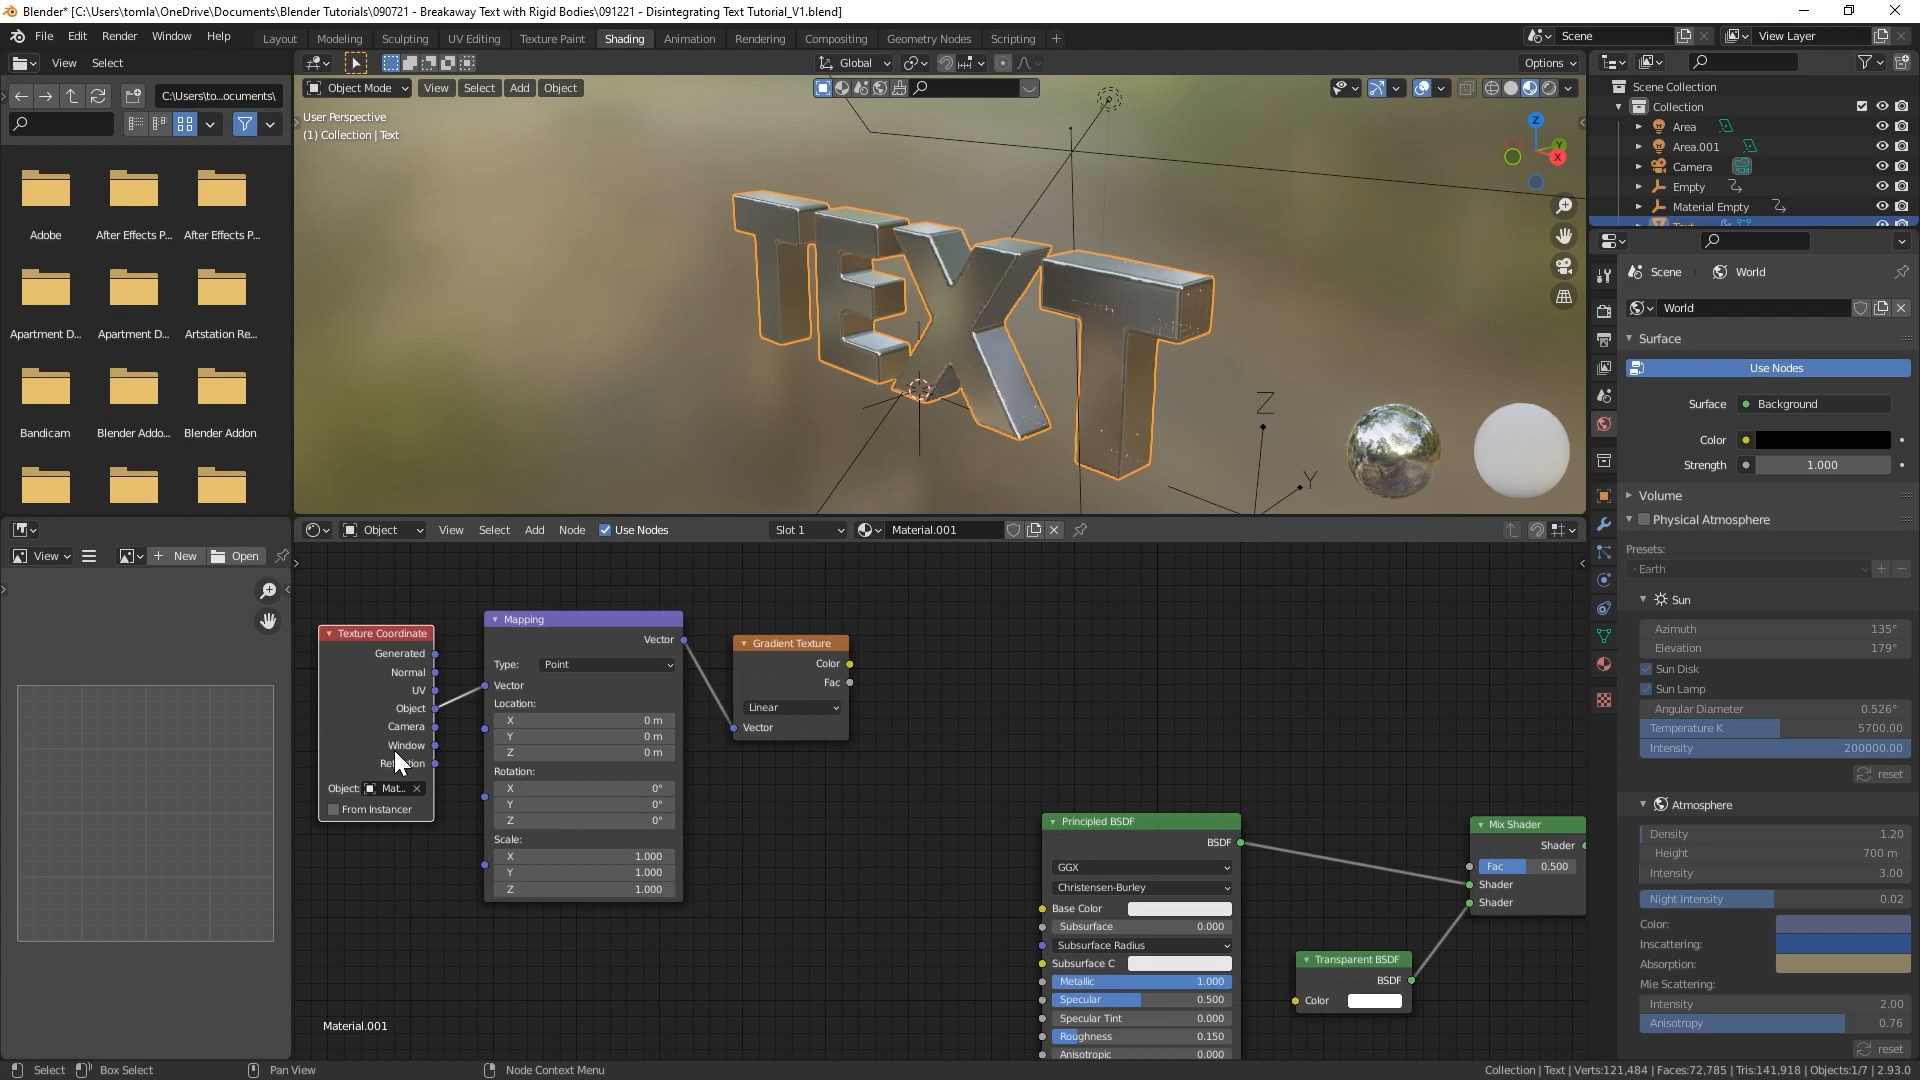 Blender* [C:\Users\tomla\OneDrive\Documents\Blender Tutorials\090721 - Breakaway Text with Rigid Bodies\091221 - Disintegrating Text Tutorial_V1.blend]
File Edit Render Window Help
Layout Modeling Sculpting UV Editing Texture Paint Shading Animation Rendering Compositing Geometry Nodes Scripting +
Scene
View Layer
View Select
Global
Options
C:\Users\to...ocuments\
Object Mode View Select Add Object
User Perspective
(1) Collection | Text
TEXT
Z
Y
X
Z
Y
Adobe
After Effects P...
After Effects P...
Apartment D...
Apartment D...
Artstation Re...
Bandicam
Blender Addo...
Blender Addon
Scene Collection
Collection
Area
Area.001
Camera
Empty
Material Empty
Scene
World
World
Surface
Use Nodes
Surface
Background
Color
Strength
1.000
Volume
Physical Atmosphere
Presets:
Earth
Sun
Azimuth 135°
Elevation 179°
Sun Disk
Sun Lamp
Angular Diameter 0.526°
Temperature K 5700.00
Intensity 200000.00
reset
Atmosphere
Density 1.20
Height 700 m
Intensity 3.00
Night Intensity 0.02
Color:
Inscattering:
Absorption:
Mie Scattering:
Intensity 2.00
Anisotropy 0.76
reset
View
New
Open
Object View Select Add Node Use Nodes
Slot 1
Material.001
Texture Coordinate
Generated
Normal
UV
Object
Camera
Window
Object: Mat..
From Instancer
Mapping
Vector
Type: Point
Vector
Location:
X 0 m
Y 0 m
Z 0 m
Rotation:
X 0°
Y 0°
Z 0°
Scale:
X 1.000
Y 1.000
Z 1.000
Gradient Texture
Color
Fac
Linear
Vector
Principled BSDF
BSDF
GGX
Christensen-Burley
Base Color
Subsurface 0.000
Subsurface Radius
Subsurface C
Metallic 1.000
Specular 0.500
Specular Tint 0.000
Roughness 0.150
Anisotropic 0.000
Transparent BSDF
BSDF
Color
Mix Shader
Shader
Fac 0.500
Shader
Shader
Material.001
Select
Box Select
Pan View
Node Context Menu
Collection | Text | Verts:121,484 | Faces:72,785 | Tris:141,918 | Objects:1/7 | 2.93.0